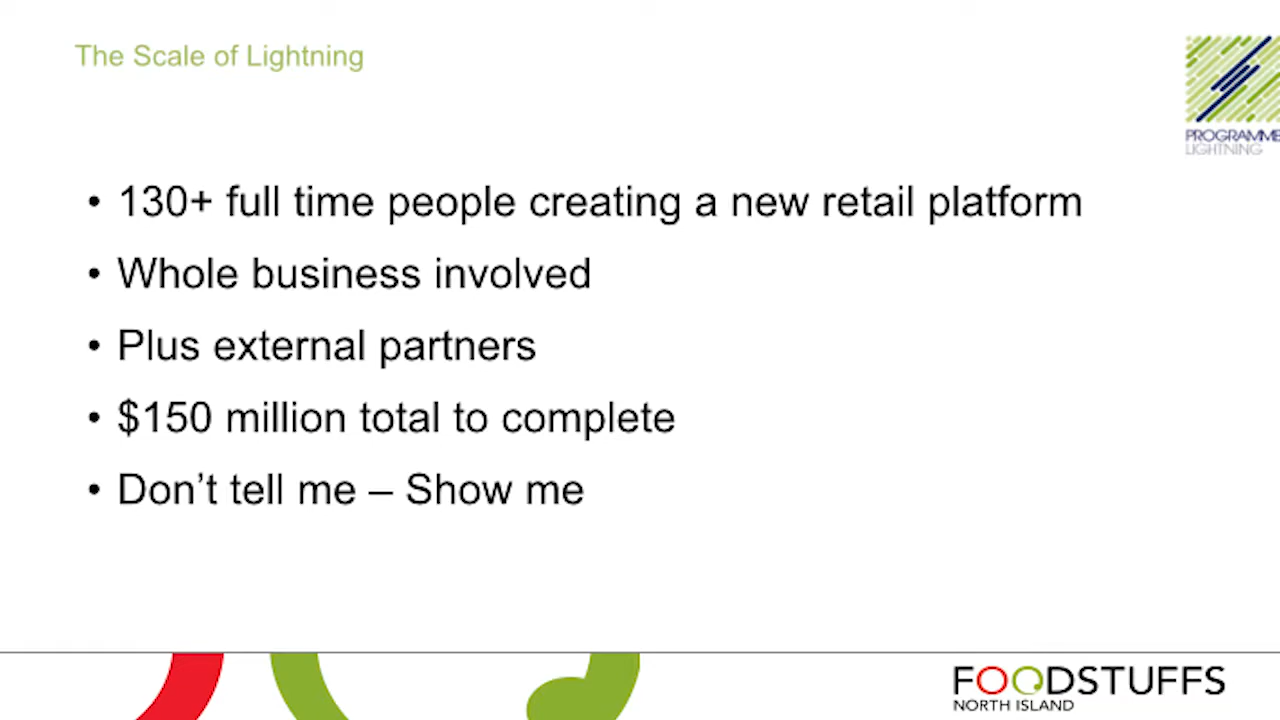 The Scale of Lightning
PROGRAMME
LIGHTNING
• 130+ full time people creating a new retail platform
• Whole business involved
• Plus external partners
• $150 million total to complete
• Don’t tell me – Show me
FOODSTUFFS
NORTH ISLAND